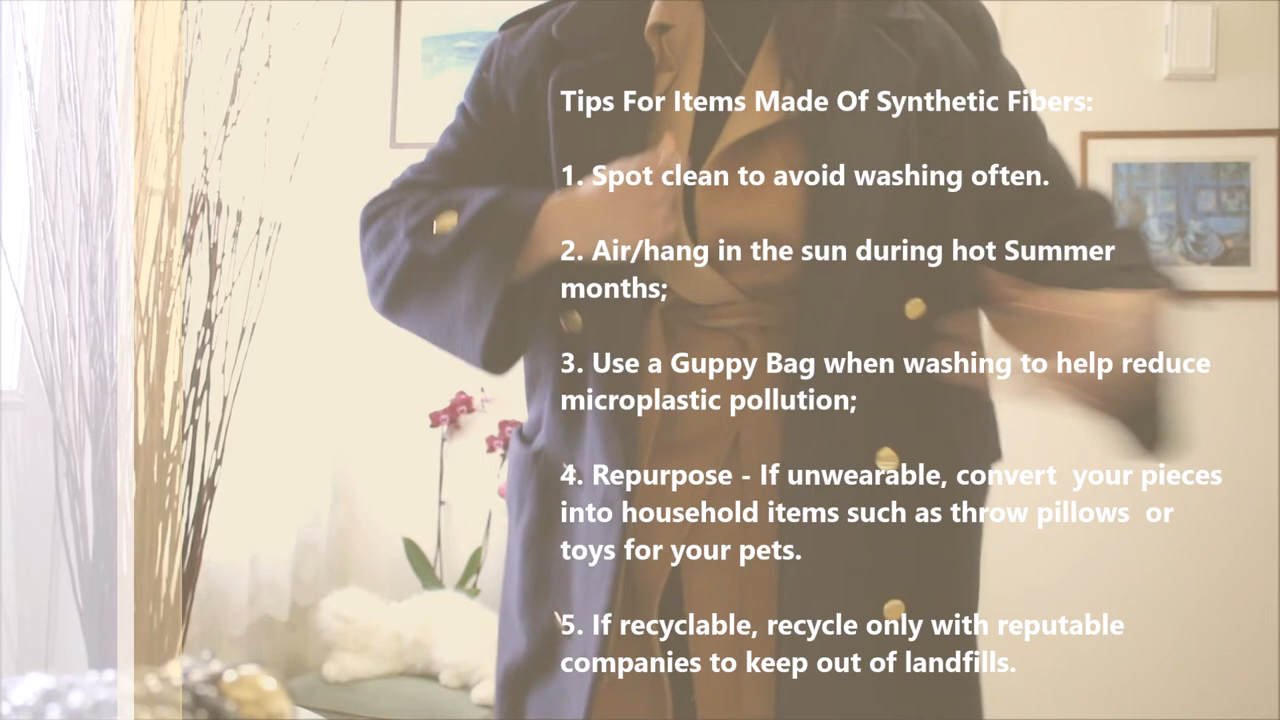 Tips For Items Made Of Synthetic Fibers:
1. Spot clean to avoid washing often.
2. Air/hang in the sun during hot Summer
months;
3. Use a Guppy Bag when washing to help reduce
microplastic pollution;
4. Repurpose - If unwearable, convert  your pieces
into household items such as throw pillows  or
toys for your pets.
5. If recyclable, recycle only with reputable
companies to keep out of landfills.